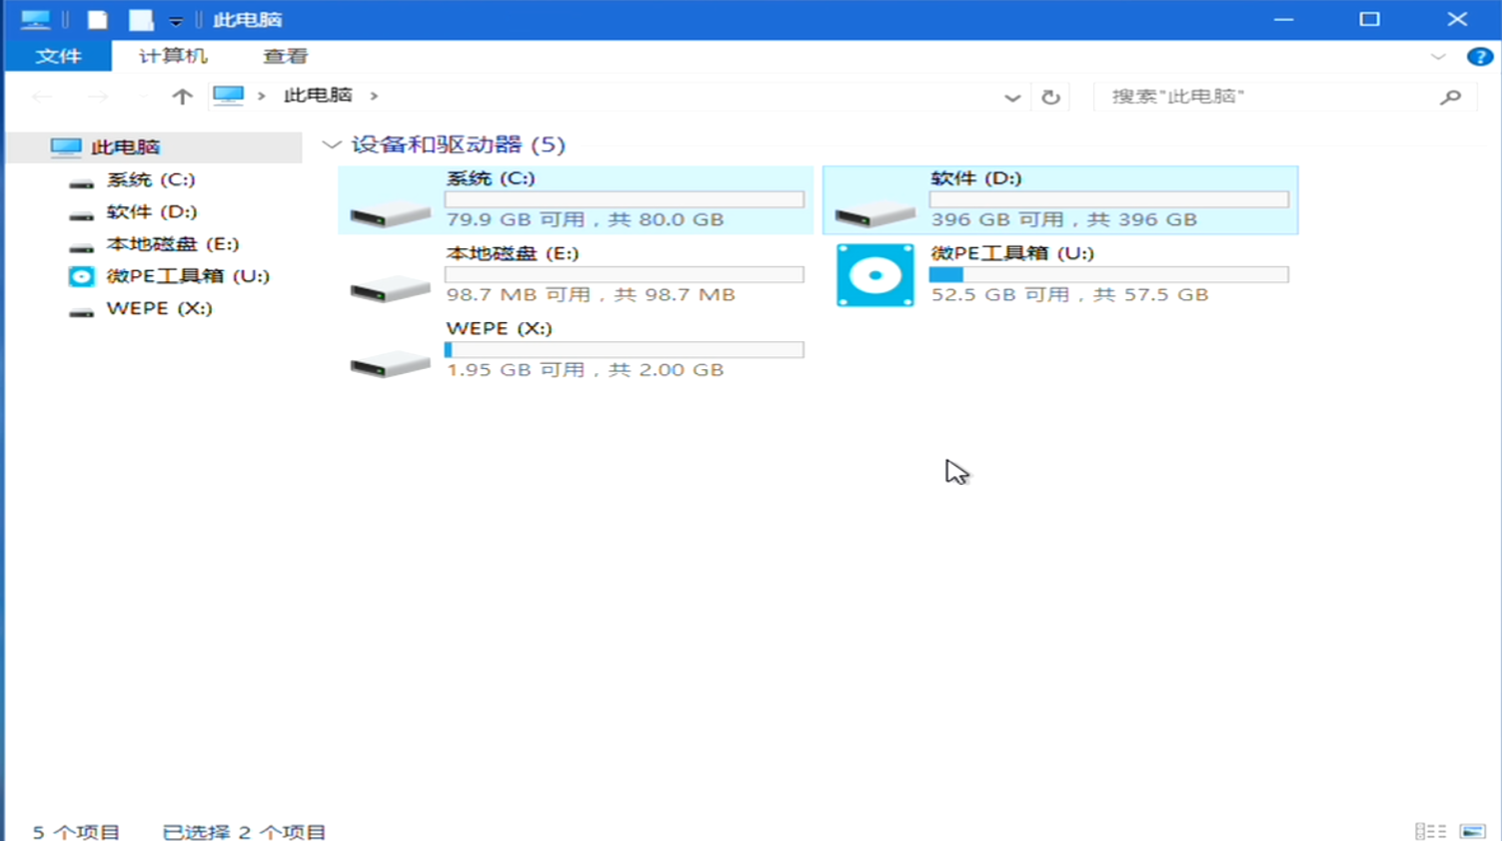 此电脑
文件 计算机 查看
此电脑 搜索"此电脑"
此电脑
系统 (C:)
软件 (D:)
本地磁盘 (E:)
微PE工具箱 (U:)
WEPE (X:)
设备和驱动器 (5)
系统 (C:)
79.9 GB 可用，共 80.0 GB
软件 (D:)
396 GB 可用，共 396 GB
本地磁盘 (E:)
98.7 MB 可用，共 98.7 MB
微PE工具箱 (U:)
52.5 GB 可用，共 57.5 GB
WEPE (X:)
1.95 GB 可用，共 2.00 GB
5 个项目 已选择 2 个项目